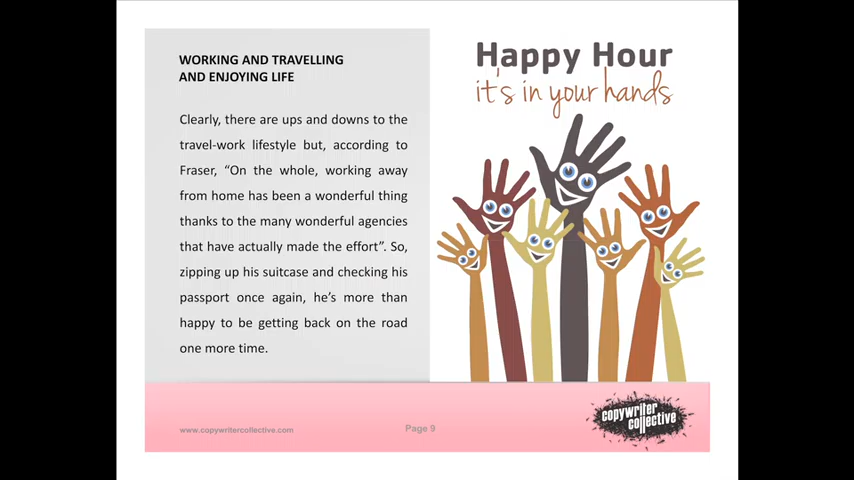 WORKING AND TRAVELLING
AND ENJOYING LIFE
Clearly, there are ups and downs to the
travel-work lifestyle but, according to
Fraser, “On the whole, working away
from home has been a wonderful thing
thanks to the many wonderful agencies
that have actually made the effort”. So,
zipping up his suitcase and checking his
passport once again, he’s more than
happy to be getting back on the road
one more time.
Happy Hour
it's in your hands
www.copywritercollective.com
Page 9
copywriter
collective